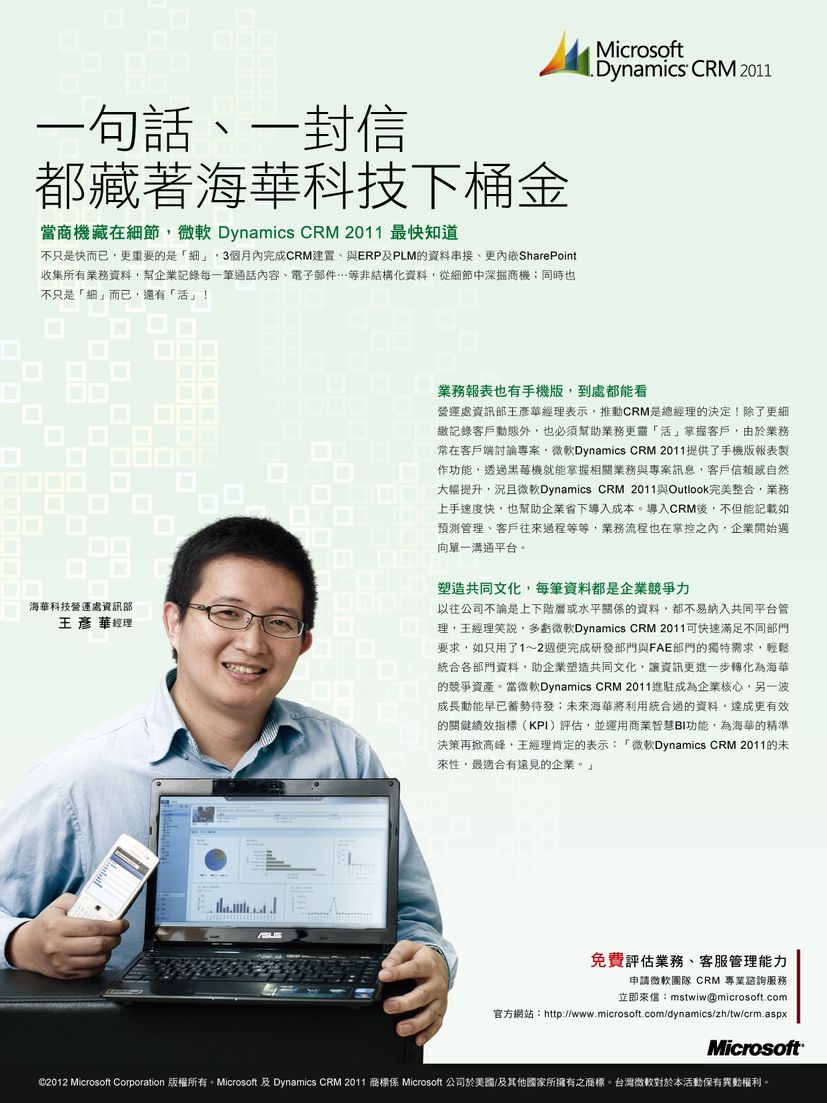 Microsoft
Dynamics CRM 2011
一句話、一封信
都藏著海華科技下桶金
當商機藏在細節，微軟 Dynamics CRM 2011 最快知道
不只是快而已，更重要的是「細」，3個月內完成CRM建置、與ERP及PLM的資料串接、更內嵌SharePoint
收集所有業務資料，幫企業記錄每一筆通話內容、電子郵件…等非結構化資料，從細節中深掘商機；同時也
不只是「細」而已，還有「活」！
業務報表也有手機版，到處都能看
營運處資訊部王彥華經理表示，推動CRM是總經理的決定！除了更細
緻記錄客戶動態外，也必須幫助業務更靈「活」掌握客戶，由於業務
常在客戶端討論專案，微軟Dynamics CRM 2011提供了手機版報表製
作功能，透過黑莓機就能掌握相關業務與專案訊息，客戶信賴感自然
大幅提升，況且微軟Dynamics CRM 2011與Outlook完美整合，業務
上手速度快，也幫助企業省下導入成本。導入CRM後，不但能記載如
預測管理、客戶往來過程等等，業務流程也在掌控之內，企業開始邁
向單一溝通平台。
塑造共同文化，每筆資料都是企業競爭力
以往公司不論是上下階層或水平關係的資料，都不易納入共同平台管
理，王經理笑説，多虧微軟Dynamics CRM 2011可快速滿足不同部門
要求，如只用了1～2週便完成研發部門與FAE部門的獨特需求，輕鬆
統合各部門資料，助企業塑造共同文化，讓資訊更進一步轉化為海華
的競爭資產。當微軟Dynamics CRM 2011進駐成為企業核心，另一波
成長動能早已蓄勢待發；未來海華將利用統合過的資料，達成更有效
的關鍵績效指標（KPI）評估，並運用商業智慧BI功能，為海華的精準
決策再掀高峰，王經理肯定的表示：「微軟Dynamics CRM 2011的未
來性，最適合有遠見的企業。」
海華科技營運處資訊部
王彥華經理
ASUS
免費評估業務、客服管理能力
申請微軟團隊 CRM 專業諮詢服務
立即來信：mstwiw@microsoft.com
官方網站：http://www.microsoft.com/dynamics/zh/tw/crm.aspx
Microsoft
©2012 Microsoft Corporation 版權所有。Microsoft 及 Dynamics CRM 2011 商標係 Microsoft 公司於美國/及其他國家所擁有之商標。台灣微軟對於本活動保有異動權利。